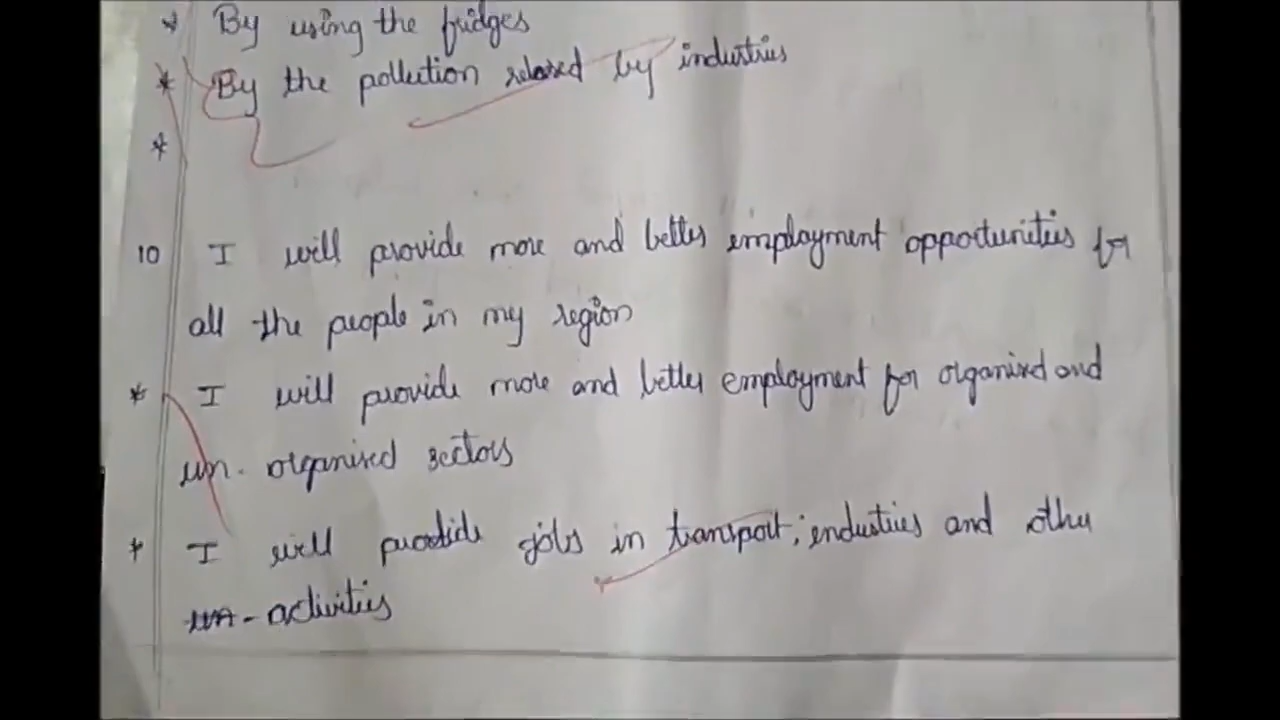 * By using the fridges
* By the pollution relased by industries
*
10 I will provide more and better employment opportunities for
all the people in my region
* I will provide more and better employment for organised and
un-organised sectors
* I will provide jobs in transport, industries and other
activities